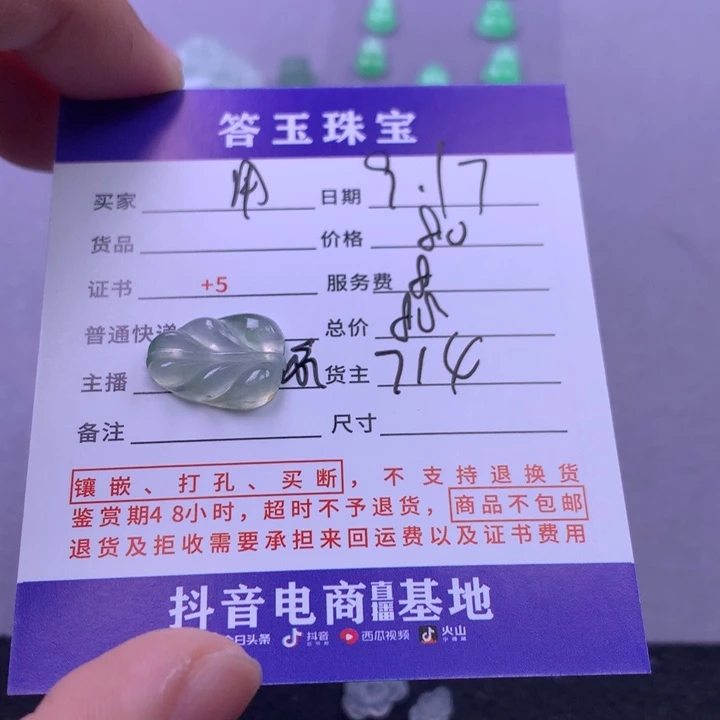 答玉珠宝
买家 用 日期 9.17
货品 价格 80
证书 +5 服务费 8
普通快递 总价
主播 货主 714
备注 尺寸
镶嵌、打孔、买断，不支持退换货
鉴赏期48小时，超时不予退货，商品不包邮
退货及拒收需要承担来回运费以及证书费用
抖音电商直播基地
今日头条 抖音 西瓜视频 火山